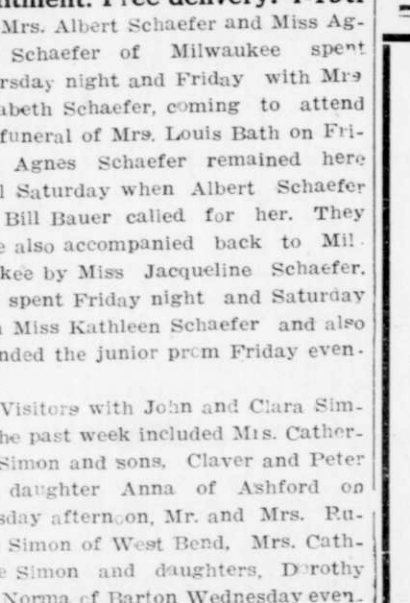 ntment. Free delivery.
Mrs. Albert Schaefer and Miss Ag-
Schaefer of Milwaukee spent
rsday night and Friday with Mrs
abeth Schaefer, coming to attend
funeral of Mrs. Louis Bath on Fri-
Agnes Schaefer remained here
l Saturday when Albert Schaefer
Bill Bauer called for her. They
e also accompanied back to Mil-
kee by Miss Jacqueline Schaefer.
spent Friday night and Saturday
Miss Kathleen Schaefer and also
nded the junior prom Friday even-
Visitors with John and Clara Sim-
he past week included Mrs. Cather-
Simon and sons, Claver and Peter
daughter Anna of Ashford on
sday afternoon, Mr. and Mrs. Ru-
Simon of West Bend, Mrs. Cath-
e Simon and daughters, Dorothy
Norma of Barton Wednesday even-